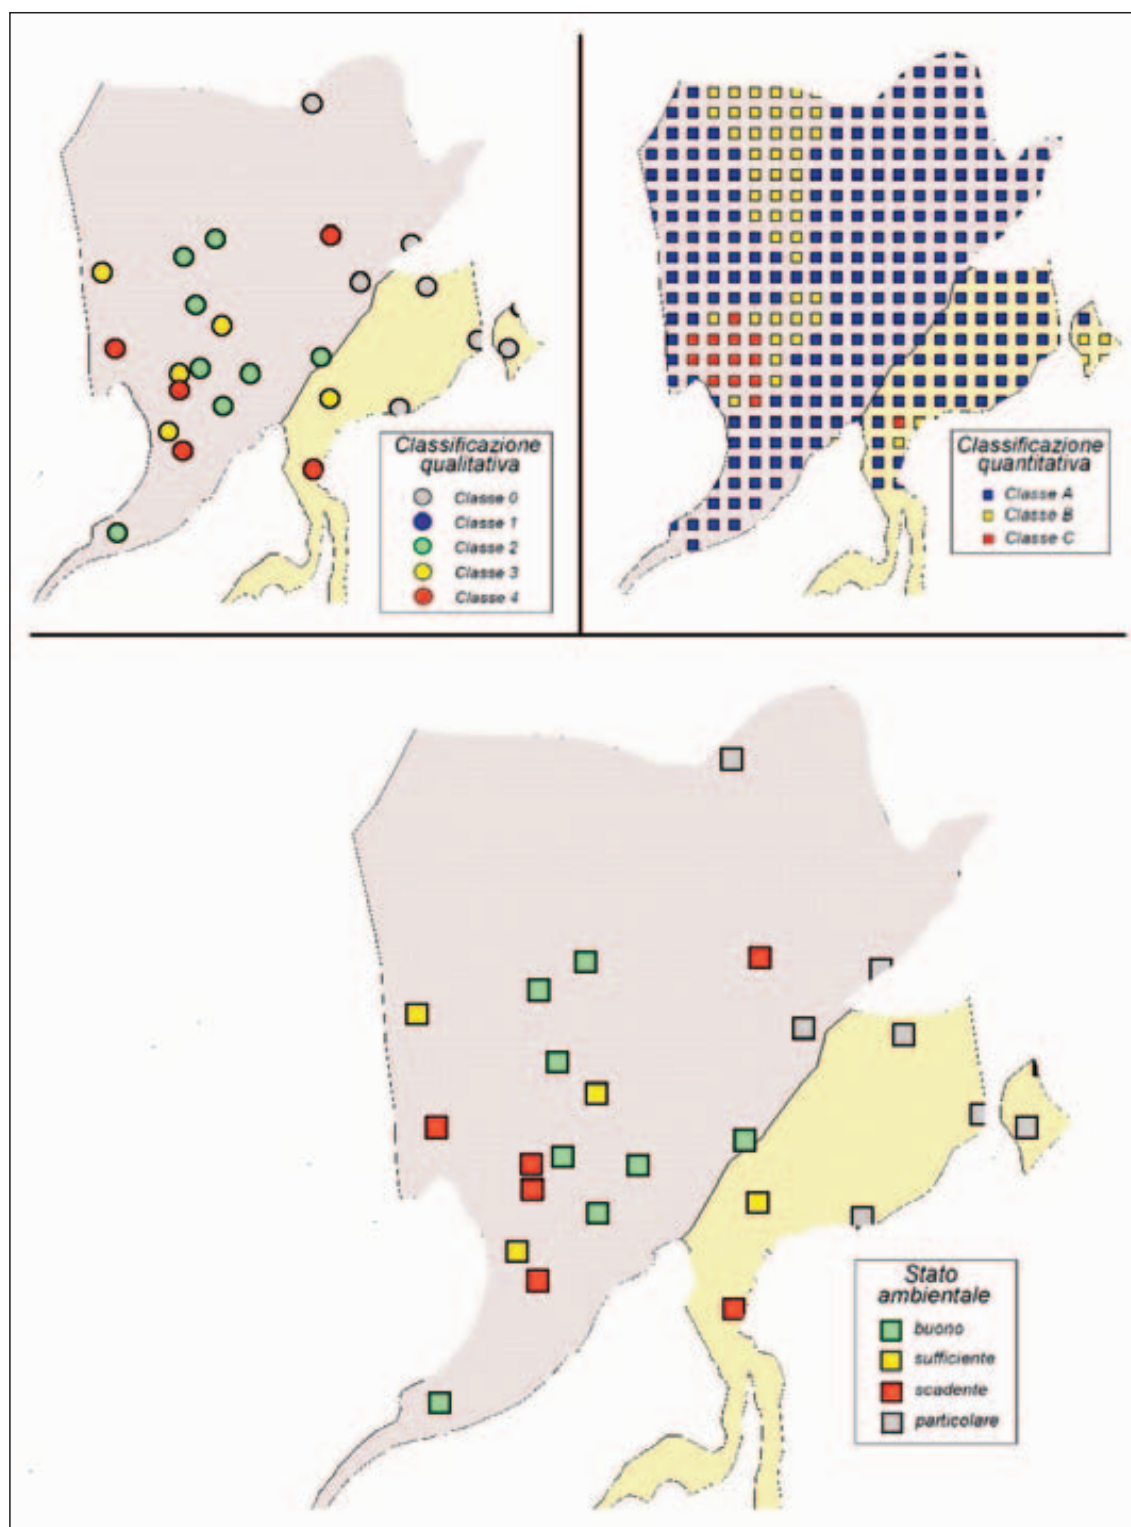 Classificazione
qualitativa
Classe 0
Classe 1
Classe 2
Classe 3
Classe 4
Classificazione
quantitativa
Classe A
Classe B
Classe C
Stato
ambientale
buono
sufficiente
scadente
particolare